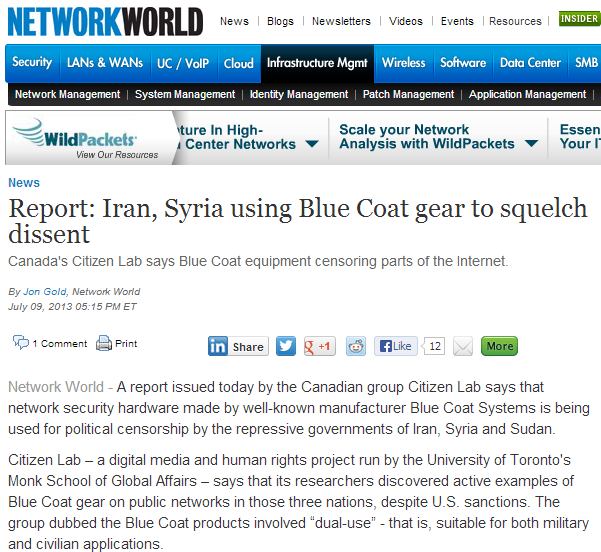 NETWORKWORLD
News | Blogs | Newsletters | Videos | Events | Resources | INSIDER
Security LANs & WANs UC / VoIP Cloud Infrastructure Mgmt Wireless Software Data Center SMB
Network Management | System Management | Identity Management | Patch Management | Application Management |
WildPackets
View Our Resources
ture In High-
Center Networks
Scale your Network
Analysis with WildPackets
Essen
Your I
News
Report: Iran, Syria using Blue Coat gear to squelch
dissent
Canada's Citizen Lab says Blue Coat equipment censoring parts of the Internet.
By Jon Gold, Network World
July 09, 2013 05:15 PM ET
1 Comment Print in Share g +1 f Like 12 More
Network World - A report issued today by the Canadian group Citizen Lab says that
network security hardware made by well-known manufacturer Blue Coat Systems is being
used for political censorship by the repressive governments of Iran, Syria and Sudan.
Citizen Lab – a digital media and human rights project run by the University of Toronto's
Monk School of Global Affairs – says that its researchers discovered active examples of
Blue Coat gear on public networks in those three nations, despite U.S. sanctions. The
group dubbed the Blue Coat products involved “dual-use” - that is, suitable for both military
and civilian applications.